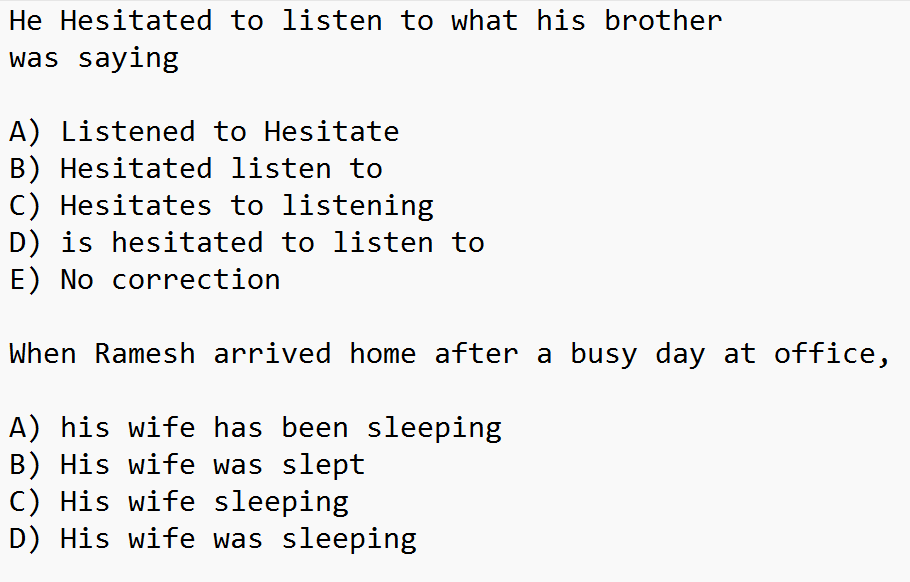 He Hesitated to listen to what his brother
was saying
A) Listened to Hesitate
B) Hesitated listen to
C) Hesitates to listening
D) is hesitated to listen to
E) No correction
When Ramesh arrived home after a busy day at office,
A) his wife has been sleeping
B) His wife was slept
C) His wife sleeping
D) His wife was sleeping